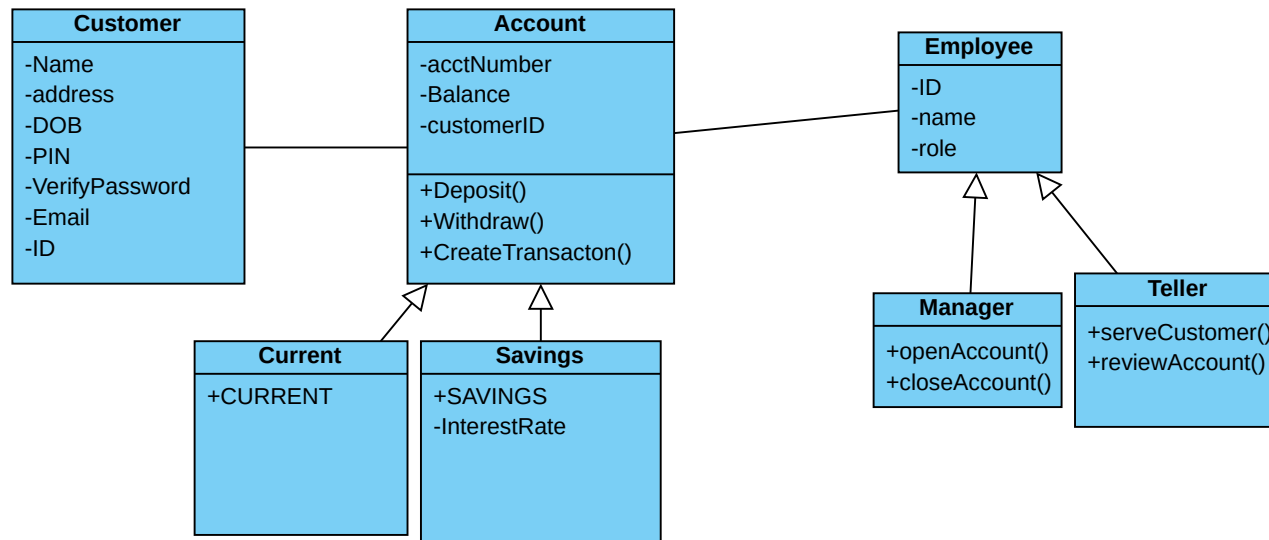 Customer
-Name
-address
-DOB
-PIN
-VerifyPassword
-Email
-ID
Account
-acctNumber
-Balance
-customerID
+Deposit()
+Withdraw()
+CreateTransacton()
Employee
-ID
-name
-role
Current
+CURRENT
Savings
+SAVINGS
-InterestRate
Manager
+openAccount()
+closeAccount()
Teller
+serveCustomer()
+reviewAccount()